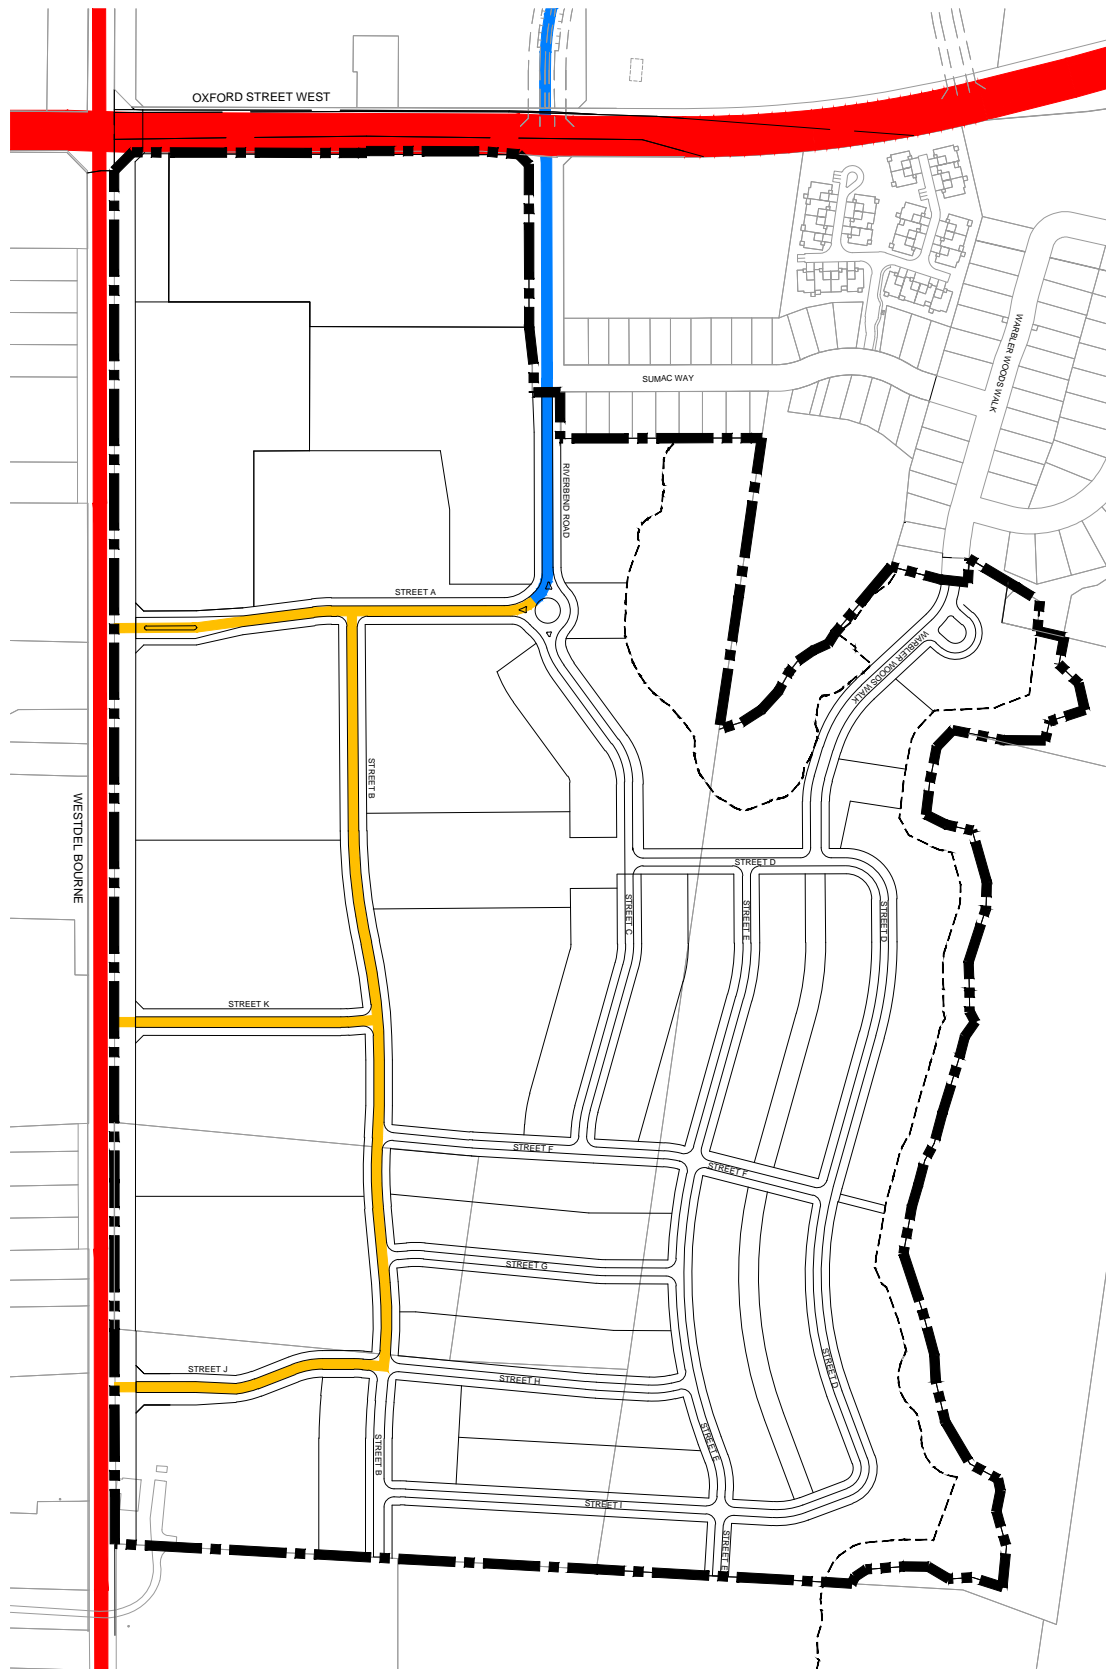 OXFORD STREET WEST
WARBLER WOODS WALK
SUMAC WAY
RIVERBEND ROAD
STREET A
WARBLER WOODS WALK
STREET B
WESTDEL BOURNE
STREET D
STREET C
STREET E
STREET D
STREET K
STREET F
STREET F
STREET G
STREET J
STREET H
STREET D
STREET B
STREET E
STREET I
STREET E